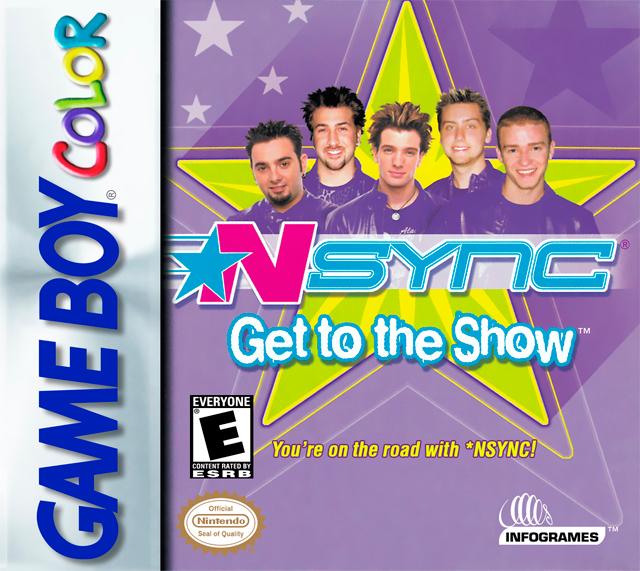 GAME BOY COLOR
®
*NSYNC®
Get to the Show™
EVERYONE
®
E
CONTENT RATED BY
ESRB
You're on the road with *NSYNC!
Official
Nintendo
Seal of Quality
INFOGRAMES™